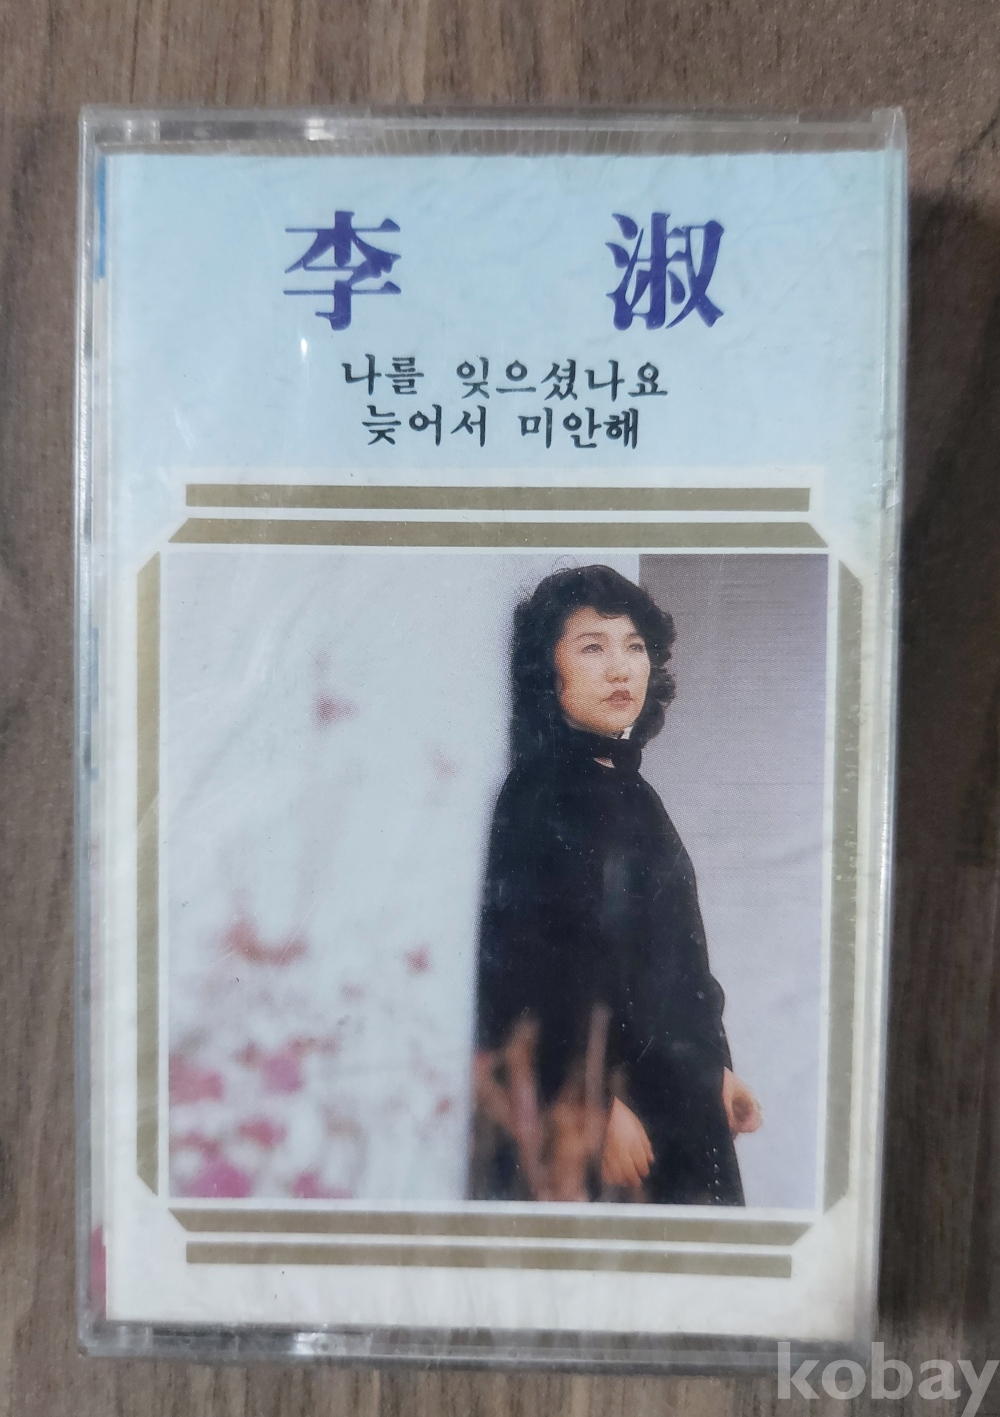 李 淑
나를 잊으셨나요
늦어서 미안해
kobay